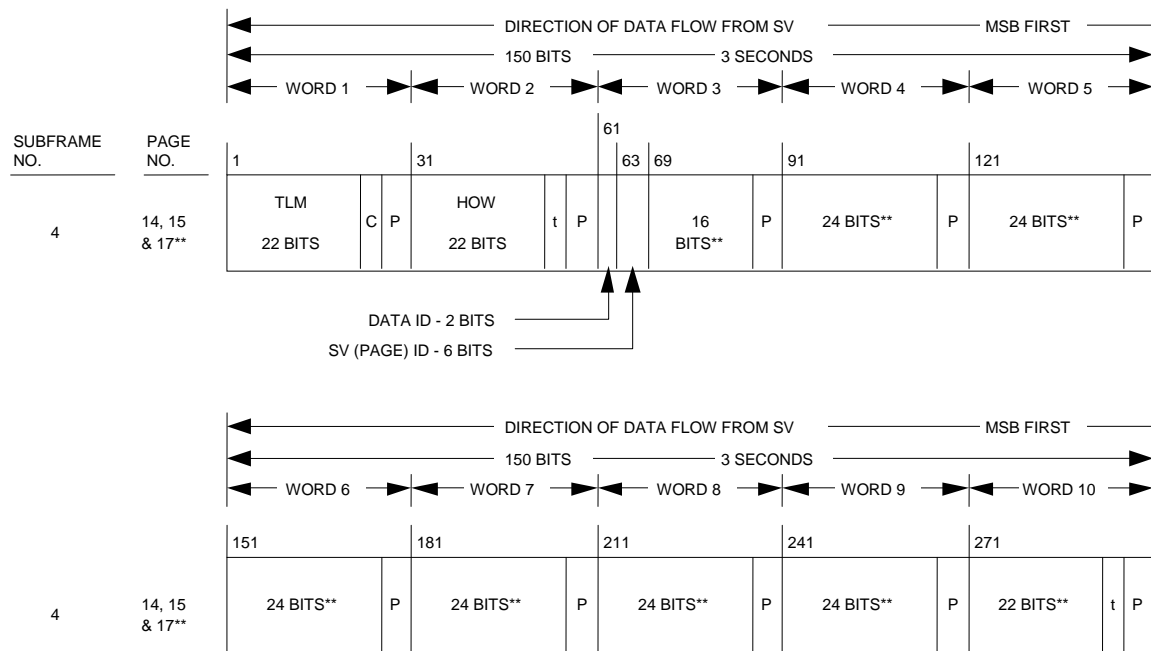 DIRECTION OF DATA FLOW FROM SV MSB FIRST
150 BITS 3 SECONDS
WORD 1 WORD 2 WORD 3 WORD 4 WORD 5
61
SUBFRAME PAGE
NO. NO.
1 31 63 69 91 121
TLM HOW
4 14, 15 C P t P 16 P 24 BITS** P 24 BITS** P
& 17** 22 BITS 22 BITS BITS**
DATA ID - 2 BITS
SV (PAGE) ID - 6 BITS
DIRECTION OF DATA FLOW FROM SV MSB FIRST
150 BITS 3 SECONDS
WORD 6 WORD 7 WORD 8 WORD 9 WORD 10
151 181 211 241 271
4 14, 15 24 BITS** P 24 BITS** P 24 BITS** P 24 BITS** P 22 BITS** t P
& 17**